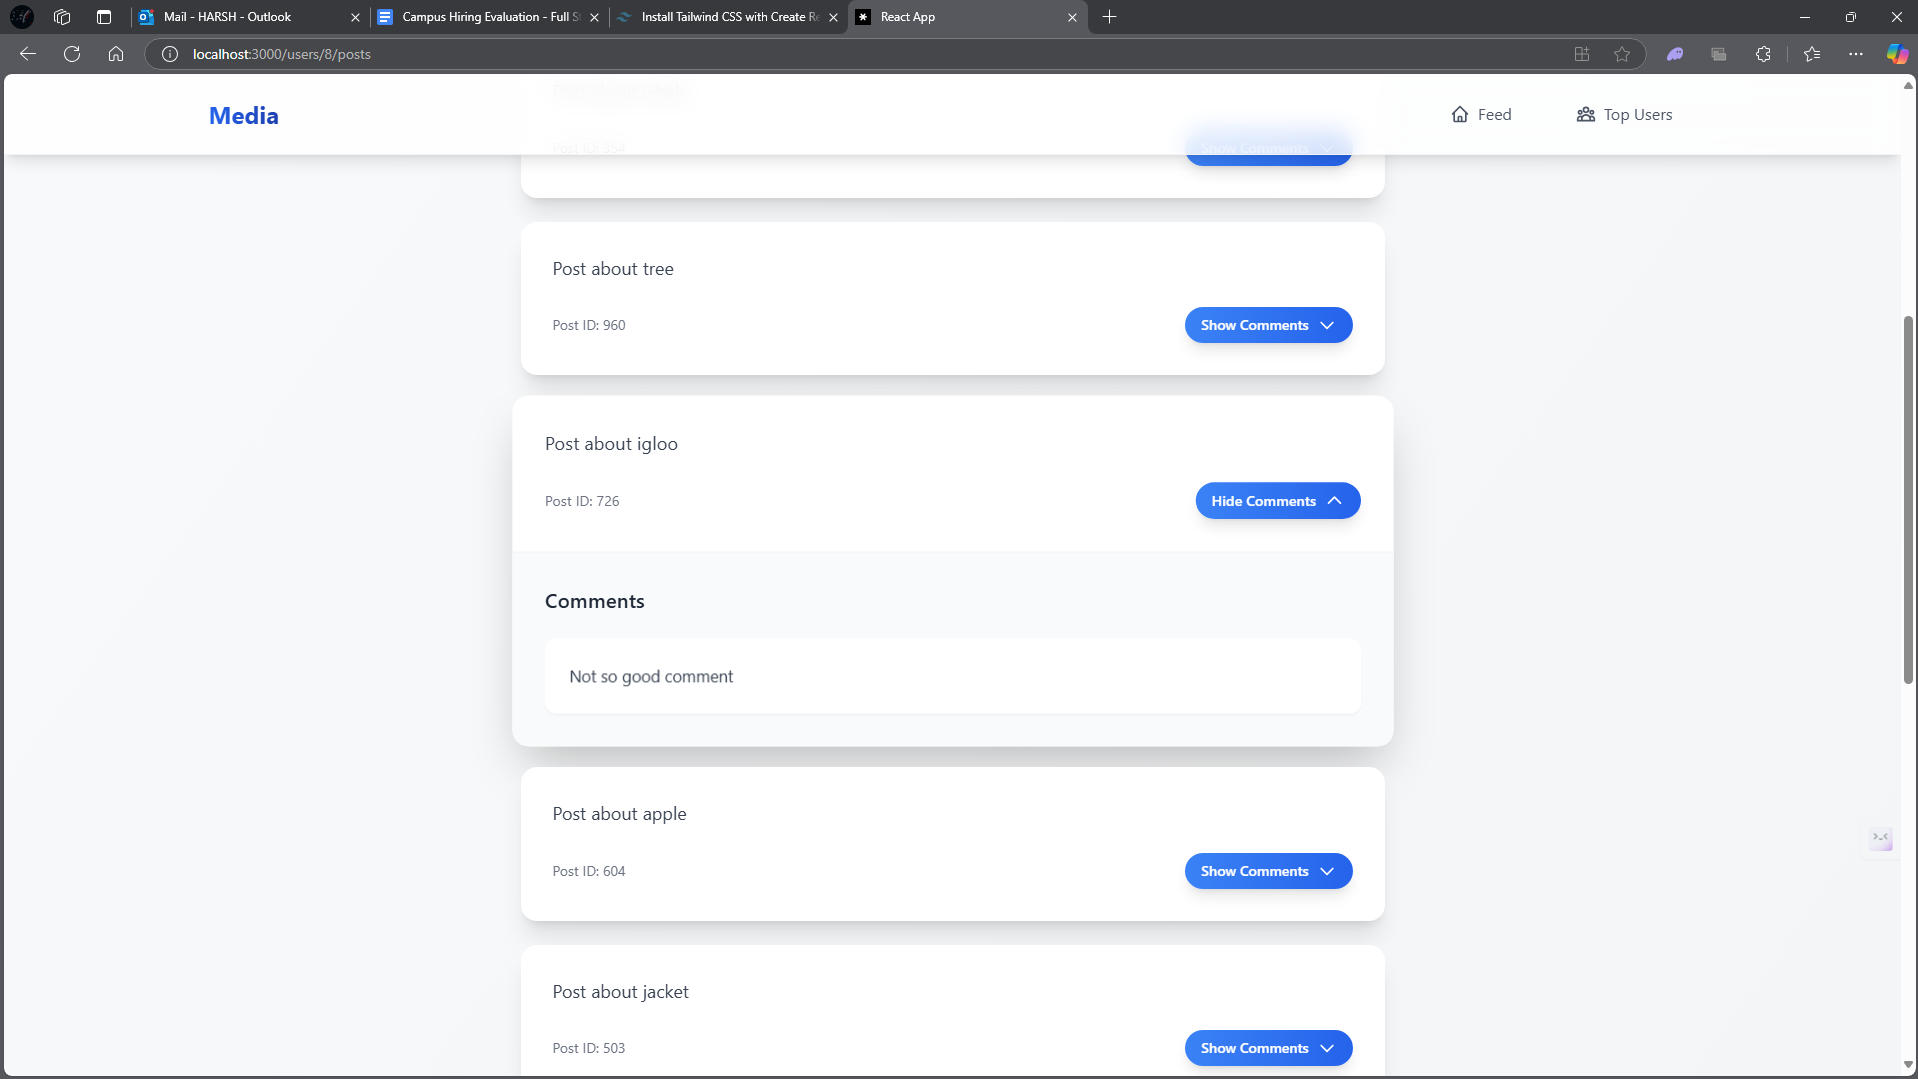 Mail - HARSH - Outlook
Campus Hiring Evaluation - Full S
Install Tailwind CSS with Create Re
React App
localhost:3000/users/8/posts
Media
Feed
Top Users
Post ID: 354
Show Comments
Post about tree
Post ID: 960
Show Comments
Post about igloo
Post ID: 726
Hide Comments
Comments
Not so good comment
Post about apple
Post ID: 604
Show Comments
Post about jacket
Post ID: 503
Show Comments